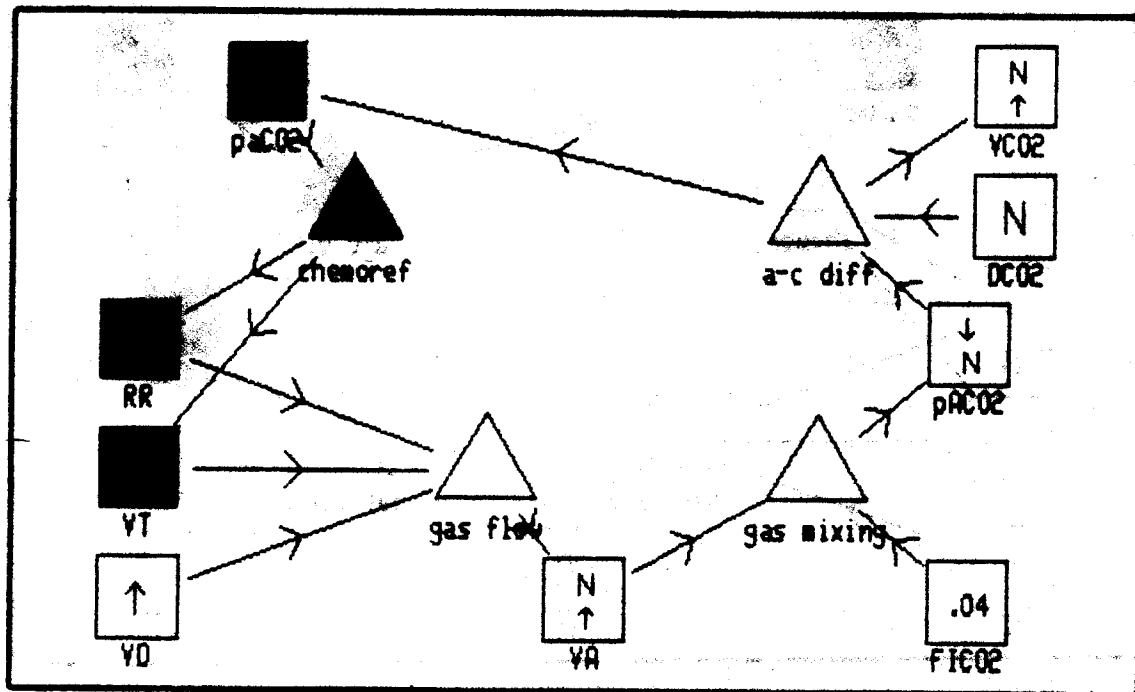 N
↑
paCO2
VCO2
N
chemoref
a-c diff
DCO2
↓
N
RR
pACO2
VT
gas flow
gas mixing
↑
N
↑
.04
VD
VA
FICO2